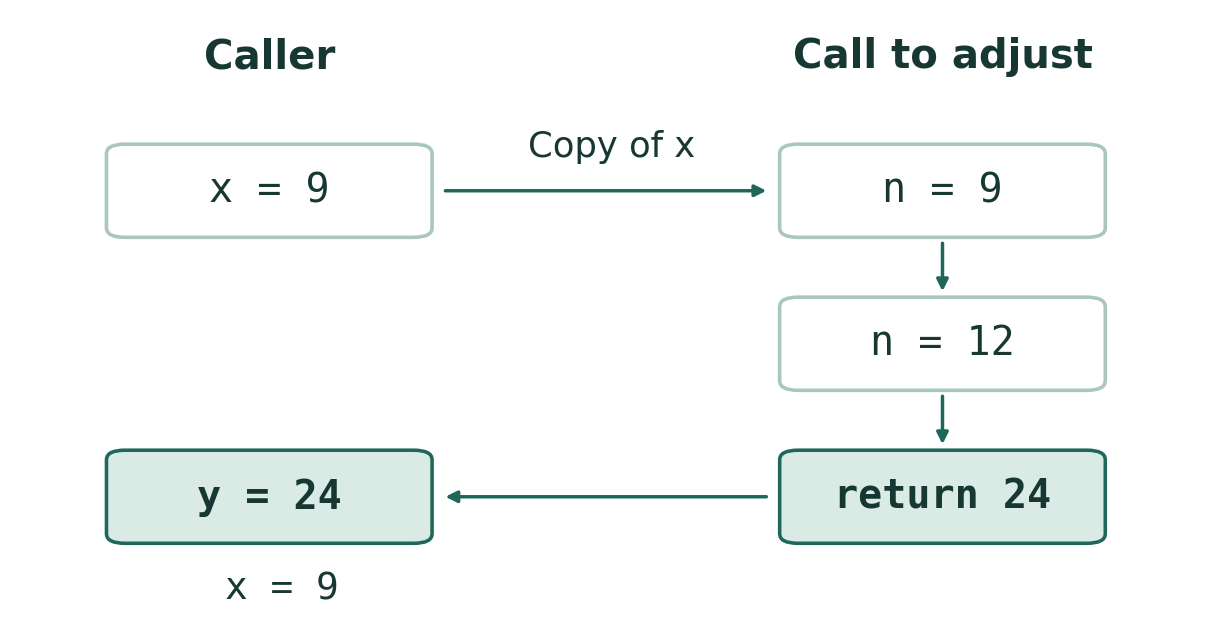 Caller
Call to adjust
x = 9
Copy of x
n = 9
n = 12
y = 24
return 24
x = 9